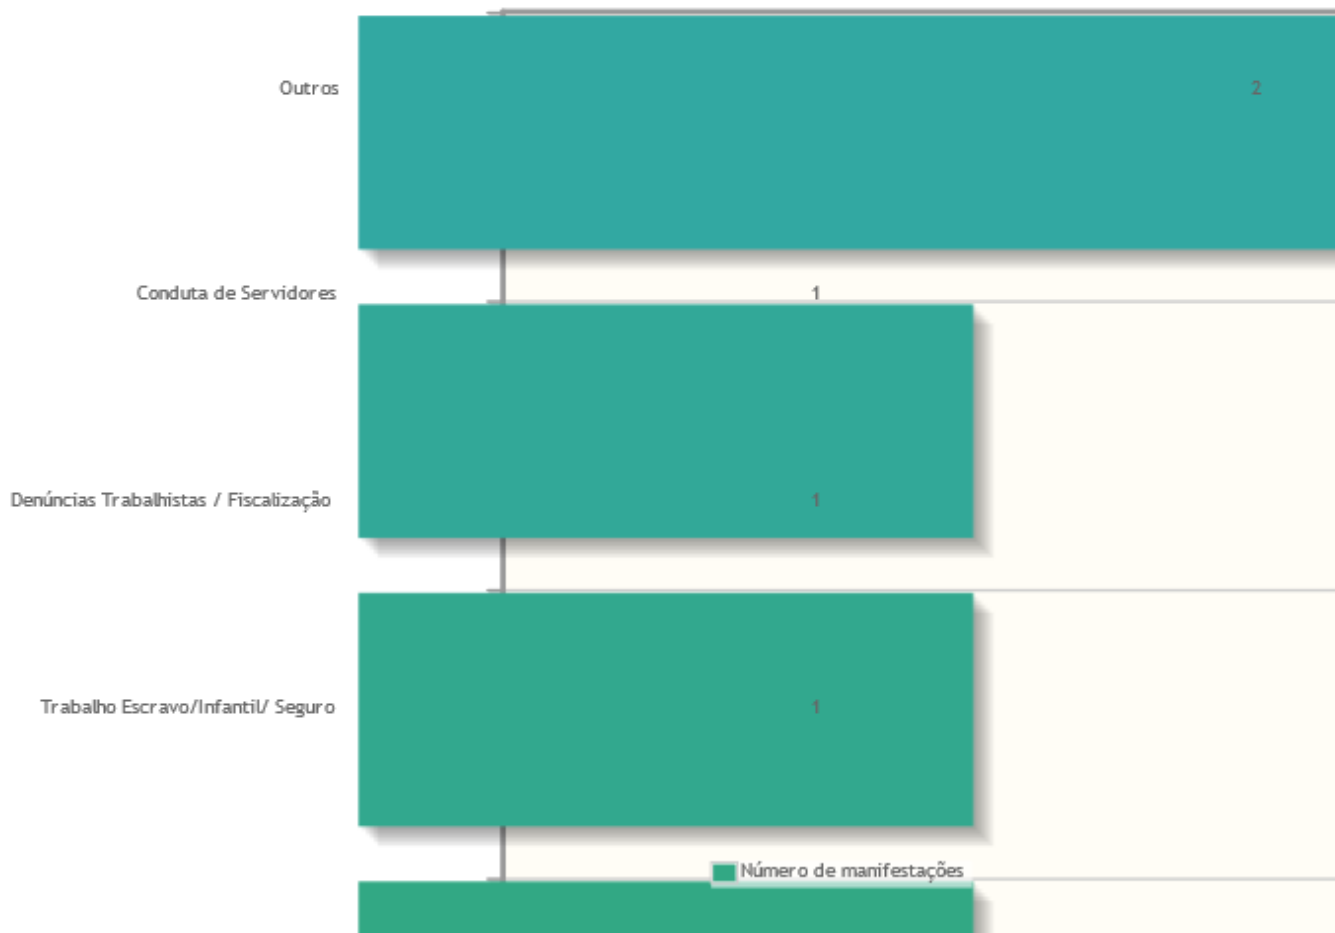 Outros 2
Conduta de Servidores 1
Denúncias Trabalhistas / Fiscalização 1
Trabalho Escravo/Infantil/ Seguro 1
Número de manifestações